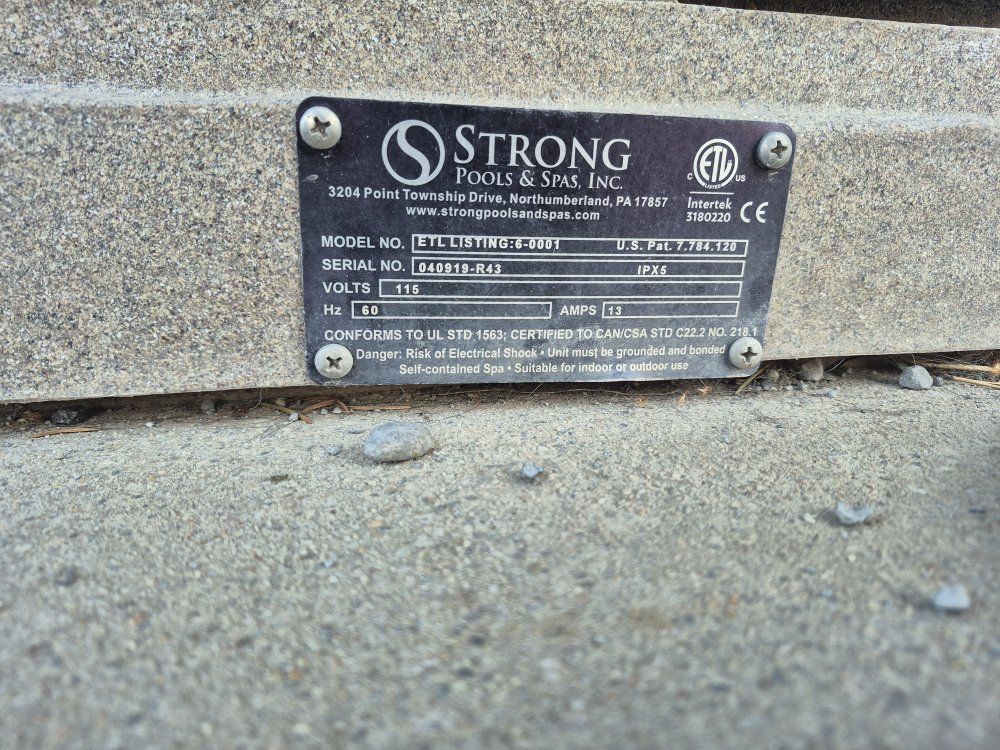 STRONG
POOLS & SPAS, INC.
3204 Point Township Drive, Northumberland, PA 17857
www.strongpoolsandspas.com
C ETL US
LISTED
Intertek
3180220 CE
MODEL NO. ETL LISTING:6-0001 U.S. Pat. 7.784.120
SERIAL NO. 040919-R43 IPX5
VOLTS 115
Hz 60 AMPS 13
CONFORMS TO UL STD 1563; CERTIFIED TO CAN/CSA STD C22.2 NO. 218.1
Danger: Risk of Electrical Shock • Unit must be grounded and bonded
Self-contained Spa • Suitable for indoor or outdoor use